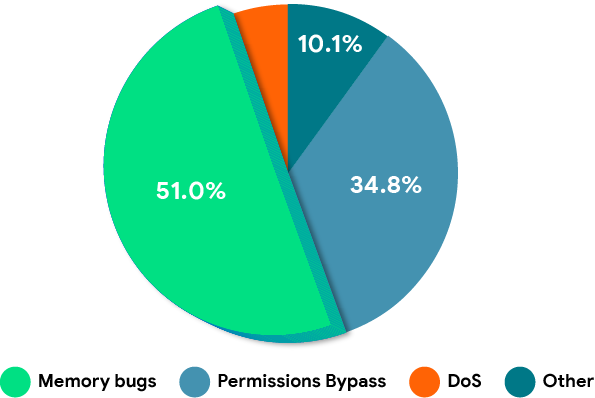 10.1%
51.0%
34.8%
Memory bugs
Permissions Bypass
DoS
Other